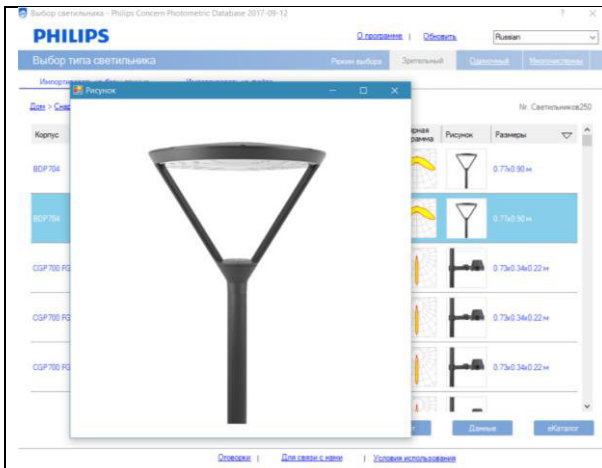 Выбор светильника - Philips Concern Photometric Database 2017-09-12
PHILIPS
О программе | Обновить Russian
Выбор типа светильника
Режим выбора Зрительный Одиночный
Рисунок
Дом >
Nr. Светильников250
Корпус Рисунок Размеры
BDP704 0.77x0.90 м
BDP704 0.77x0.90 м
CGP700 FG 0.73x0.34x0.22 м
CGP700 FG 0.73x0.34x0.22 м
CGP700 FG 0.73x0.34x0.22 м
Данные еКаталог
Оговорки | Для связи с нами | Условия использования